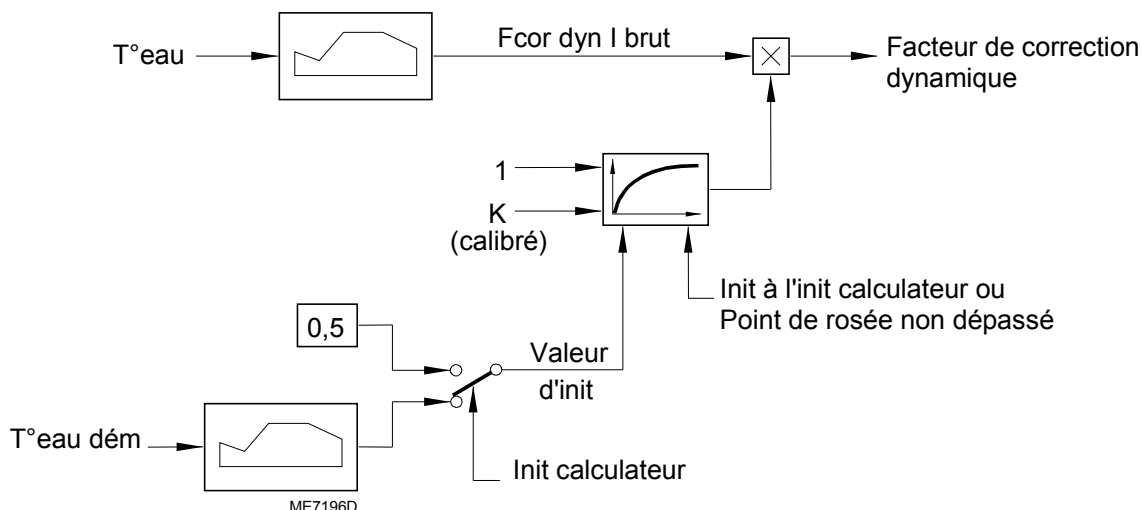 T°eau
Fcor dyn I brut
×
Facteur de correction
dynamique
1
K
(calibré)
Init à l'init calculateur ou
Point de rosée non dépassé
0,5
Valeur
d'init
T°eau dém
Init calculateur
ME7196D